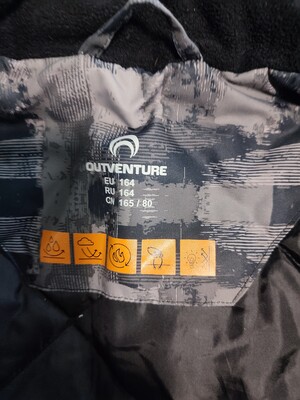 OUTVENTURE
EU 164
RU 164
CN 165 / 80